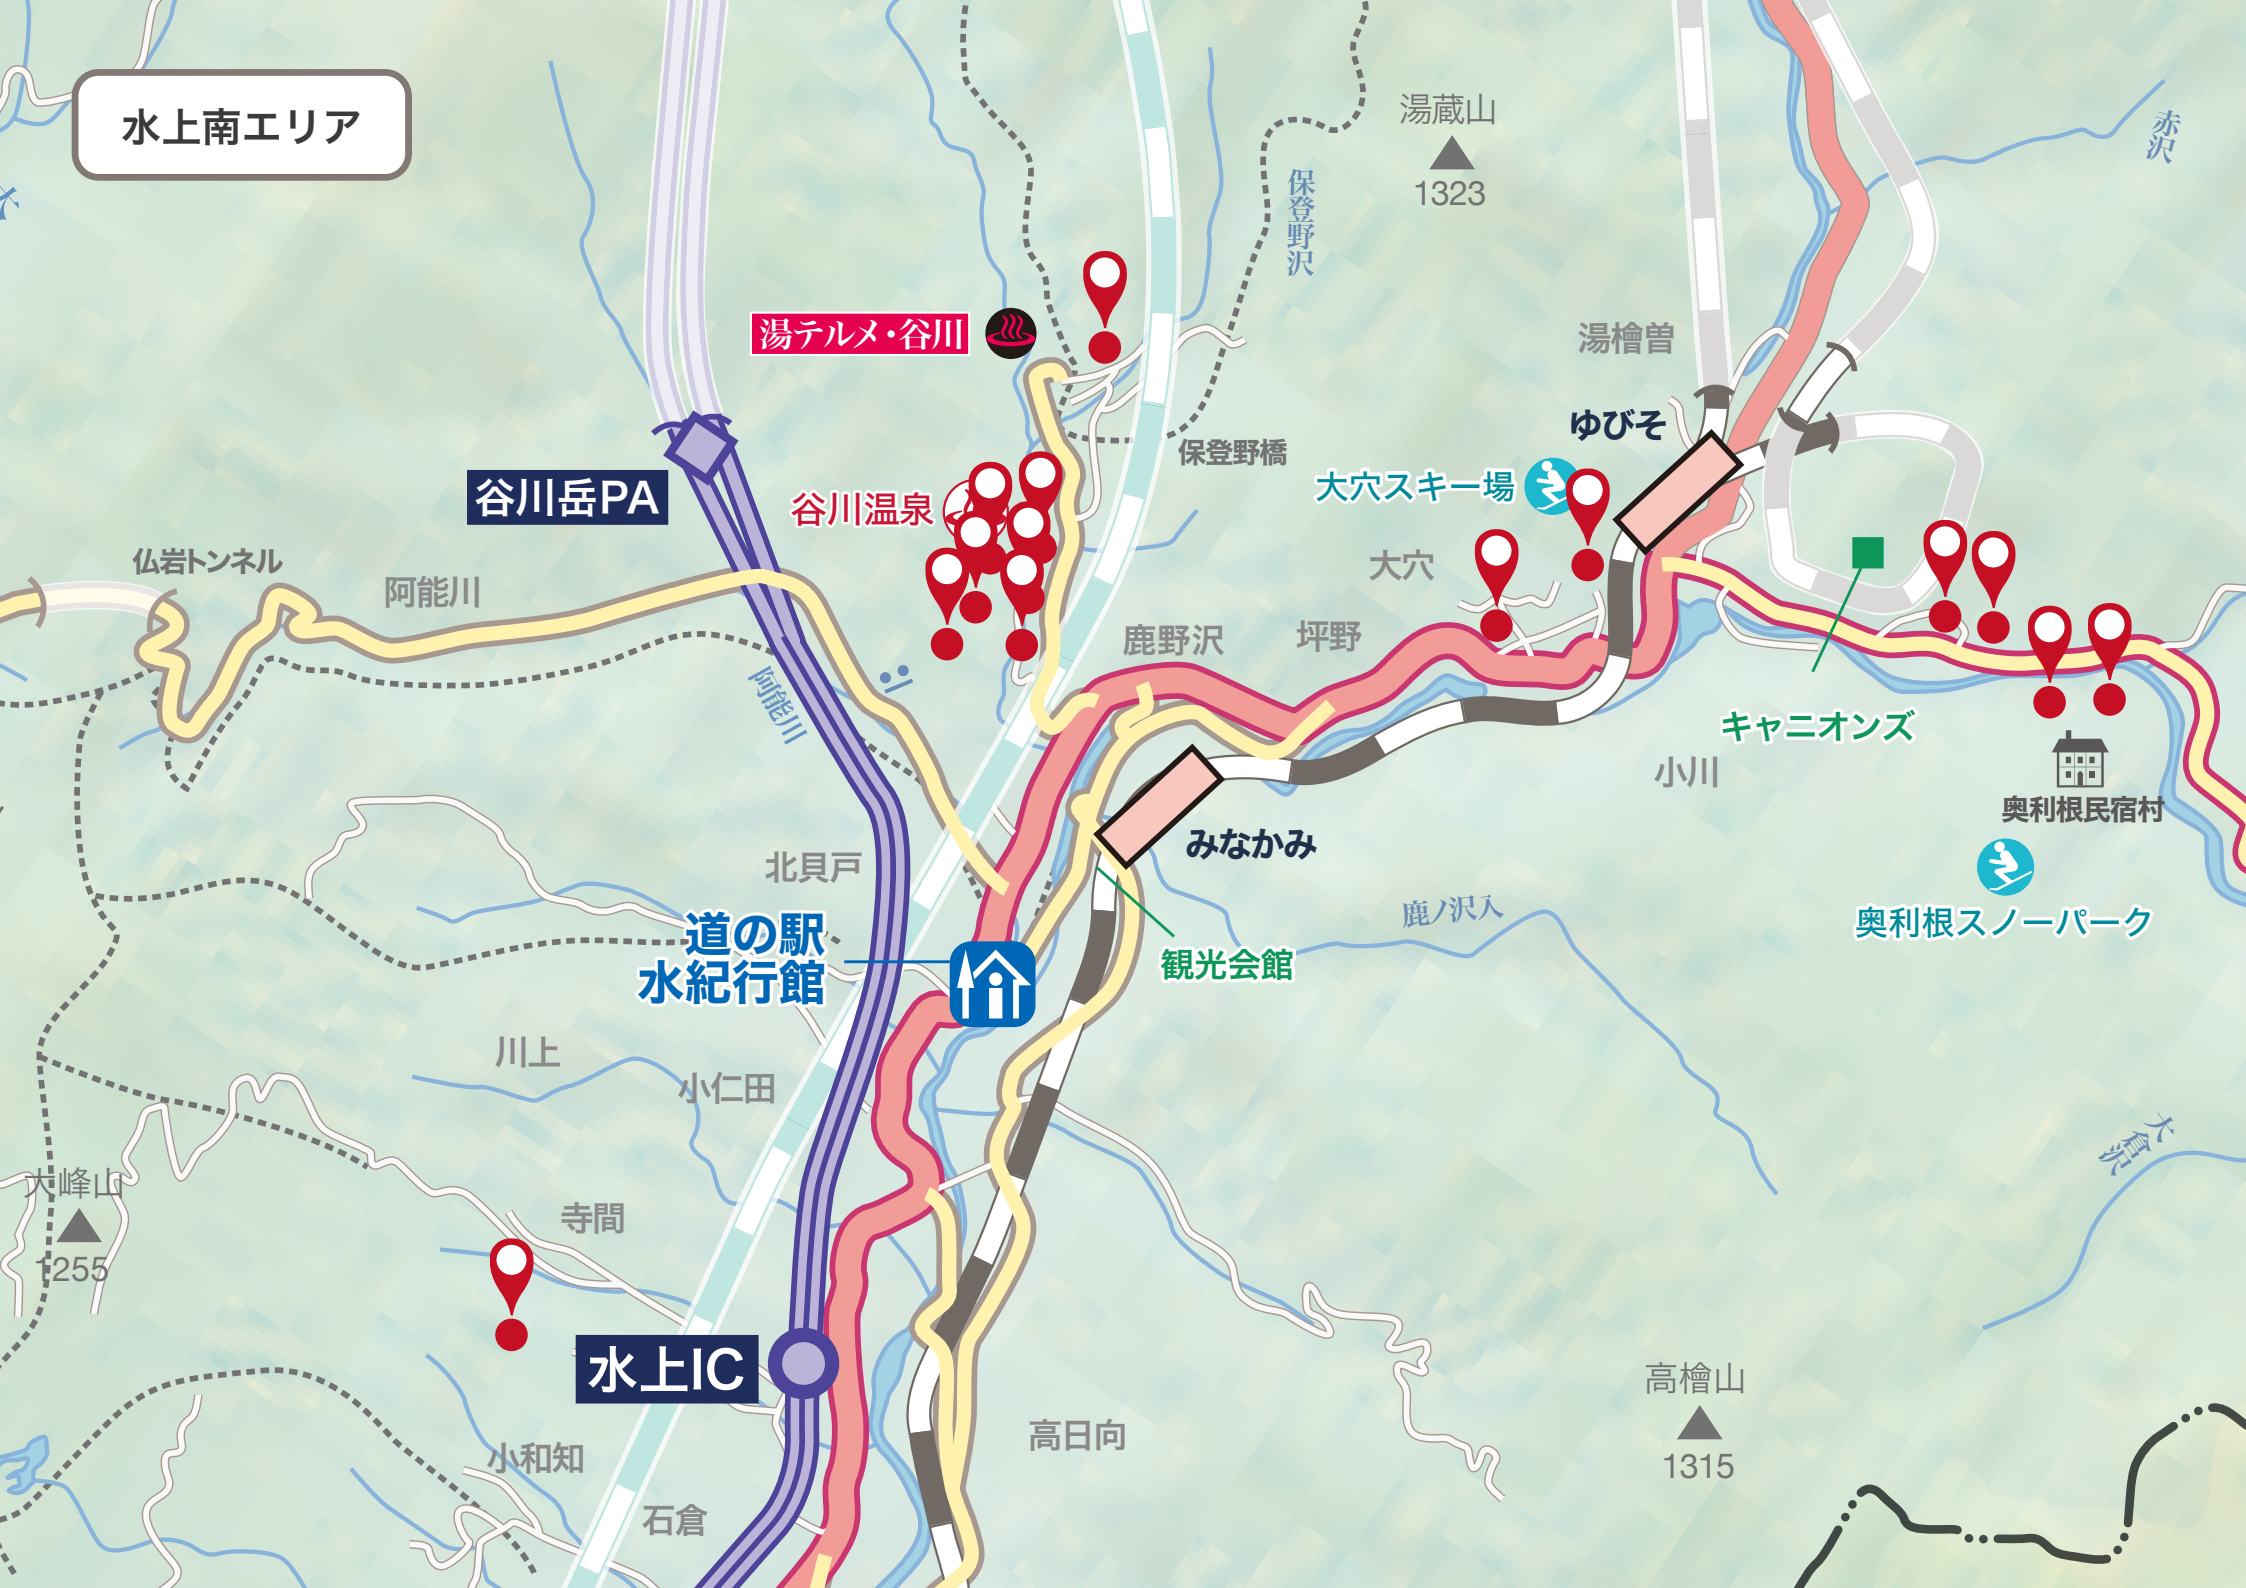 水上南エリア
大
湯蔵山
1323
赤沢
保登野沢
湯テルメ・谷川
湯檜曽
ゆびそ
保登野橋
大穴スキー場
谷川岳PA
谷川温泉
仏岩トンネル
阿能川
大穴
鹿野沢
坪野
阿能川
キャニオンズ
小川
奥利根民宿村
みなかみ
北貝戸
鹿ノ沢入
奥利根スノーパーク
道の駅
水紀行館
観光会館
川上
小仁田
大倉沢
大峰山
1255
寺間
水上IC
高檜山
1315
高日向
小和知
石倉